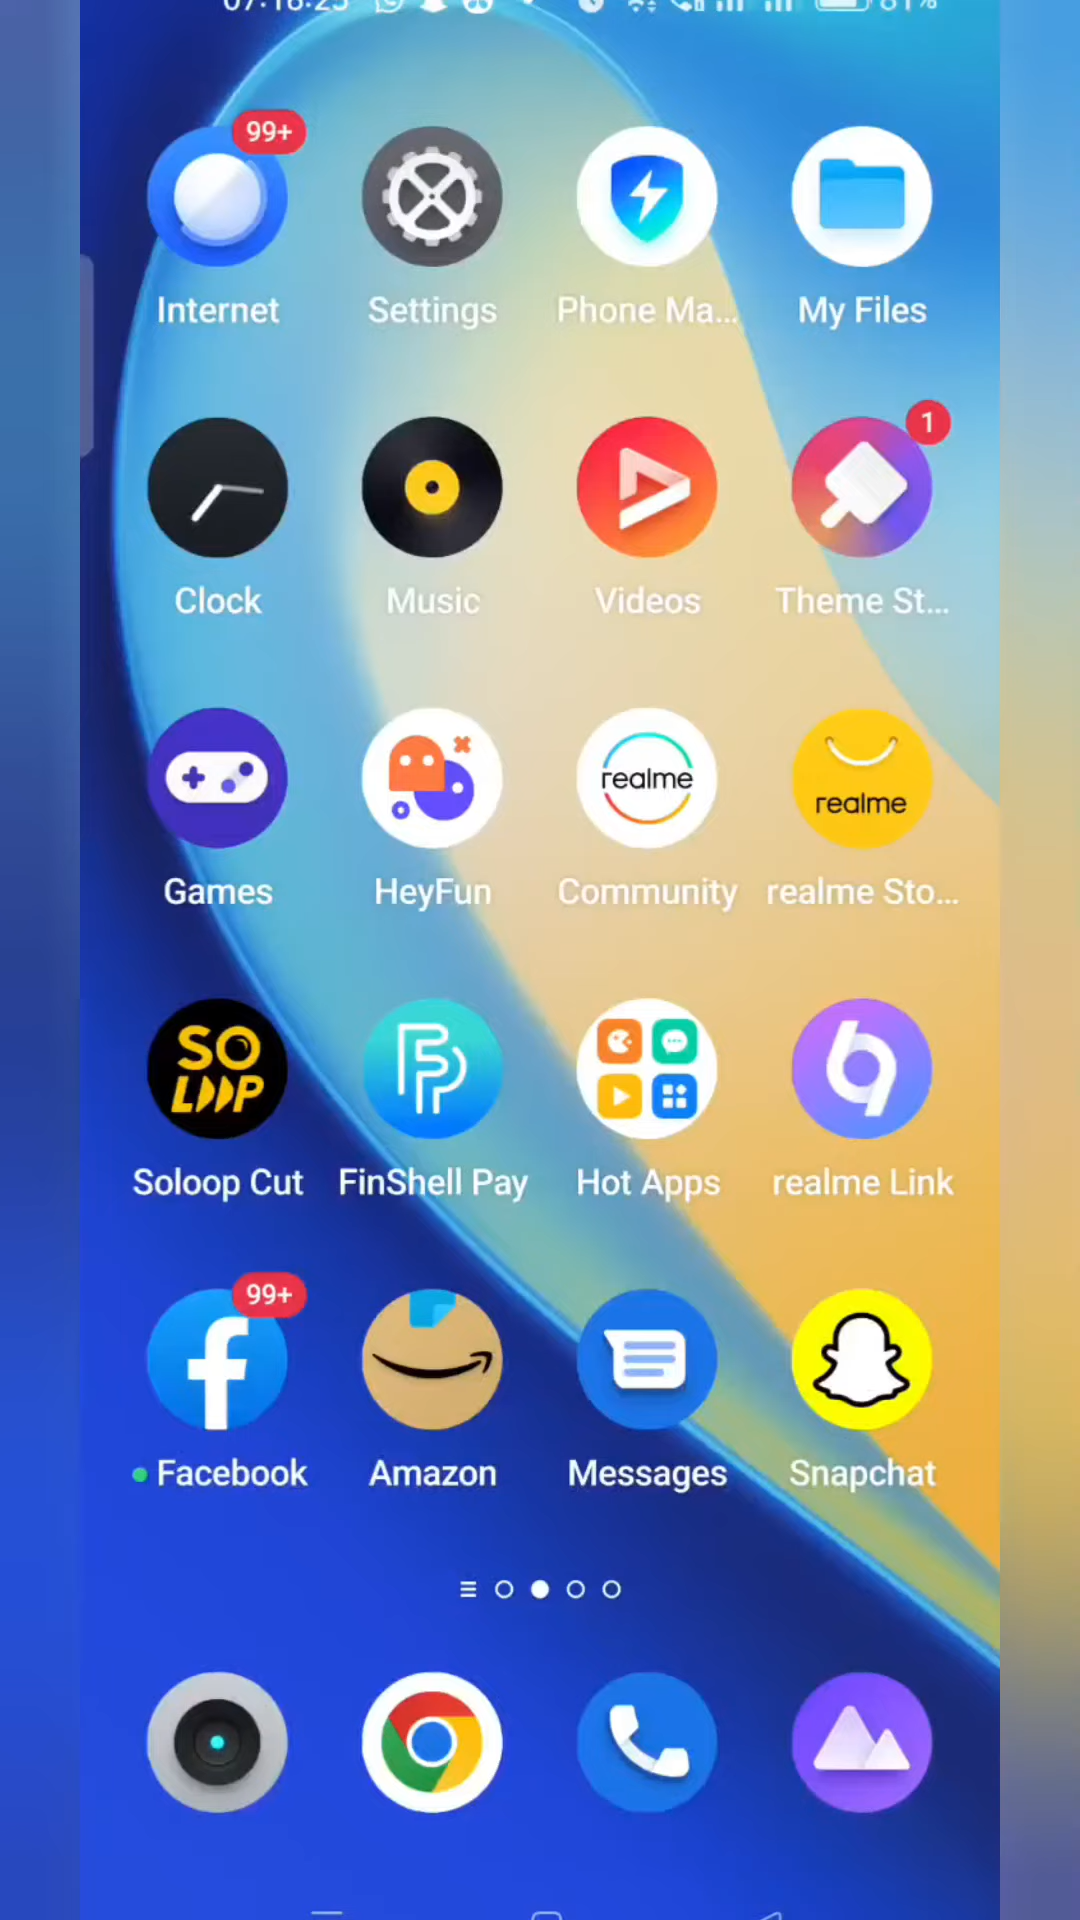 99+
Internet
Settings
Phone Ma...
My Files
1
Clock
Music
Videos
Theme St...
realme
realme
Games
HeyFun
Community
realme Sto...
SO
LOOP
Soloop Cut
FinShell Pay
Hot Apps
realme Link
99+
Facebook
Amazon
Messages
Snapchat